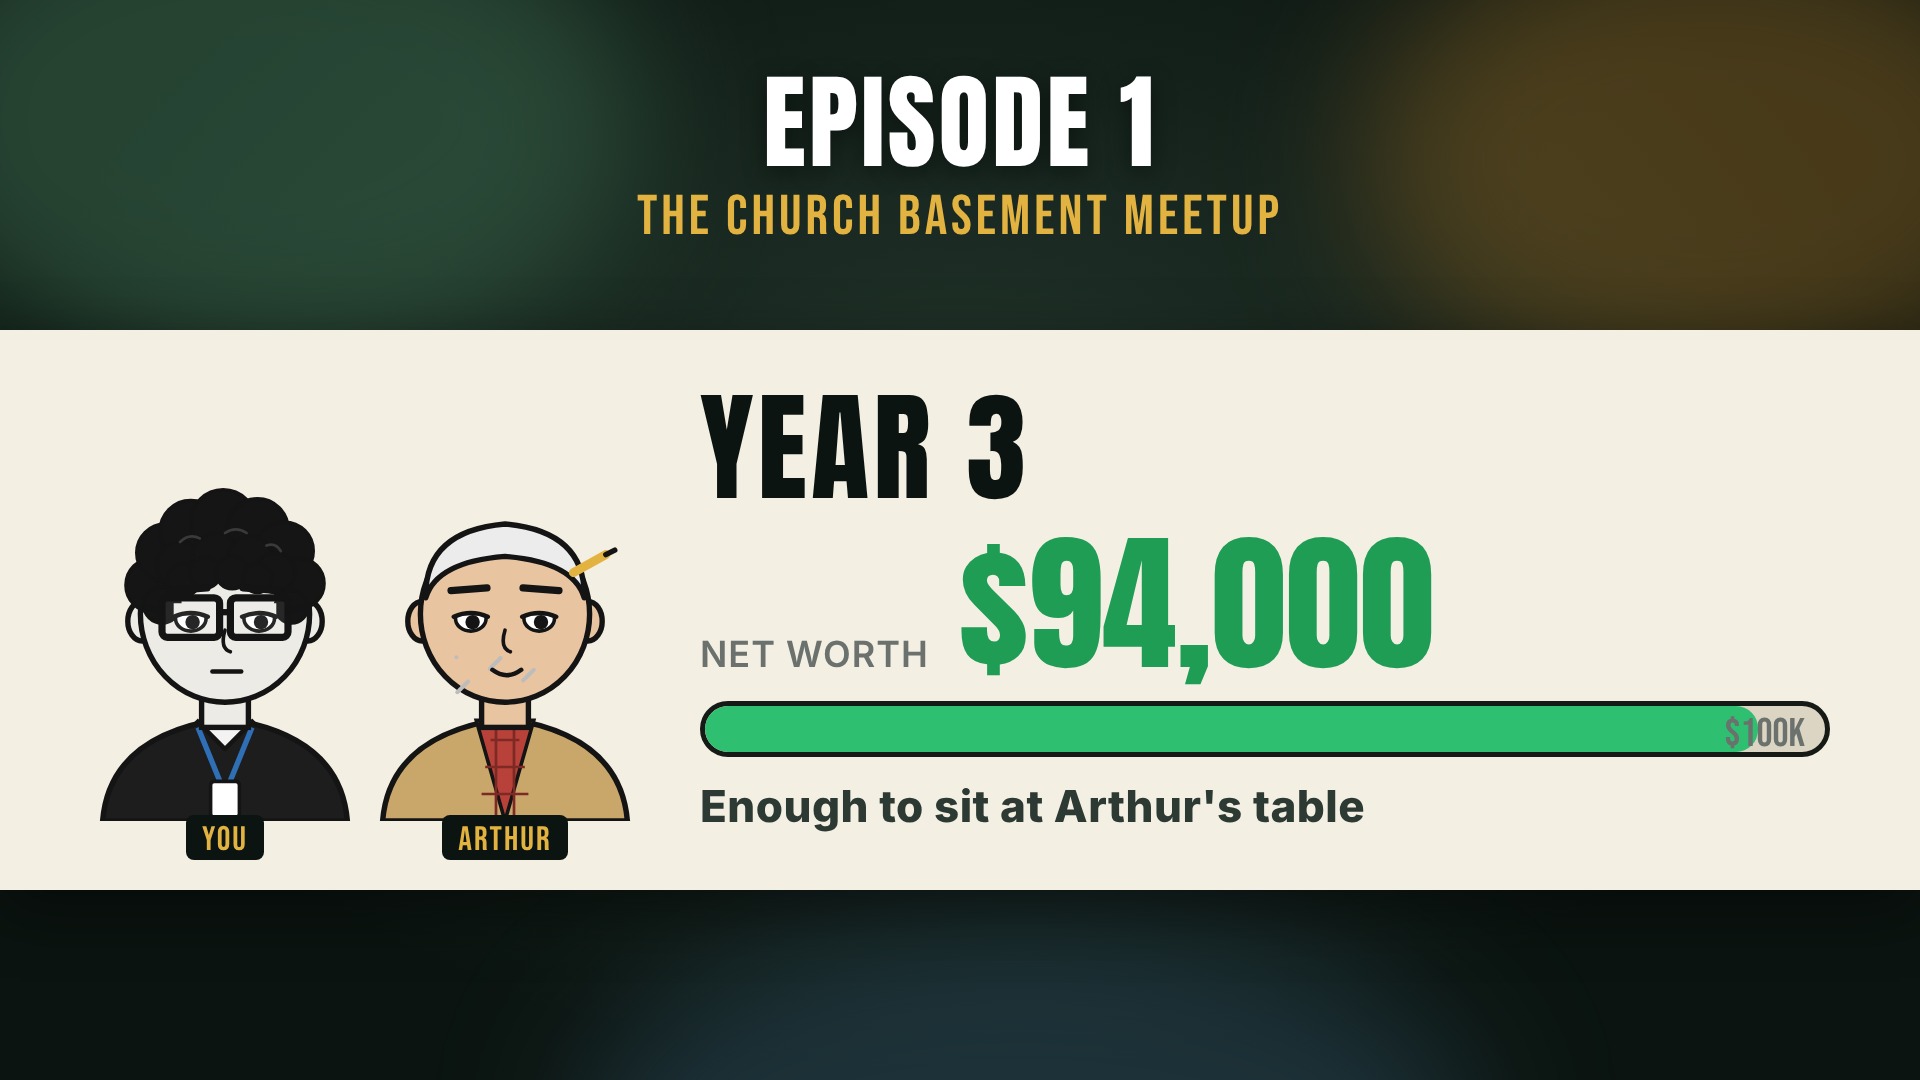 EPISODE 1
THE CHURCH BASEMENT MEETUP
YEAR 3
NET WORTH $94,000
$100K
Enough to sit at Arthur's table
YOU
ARTHUR